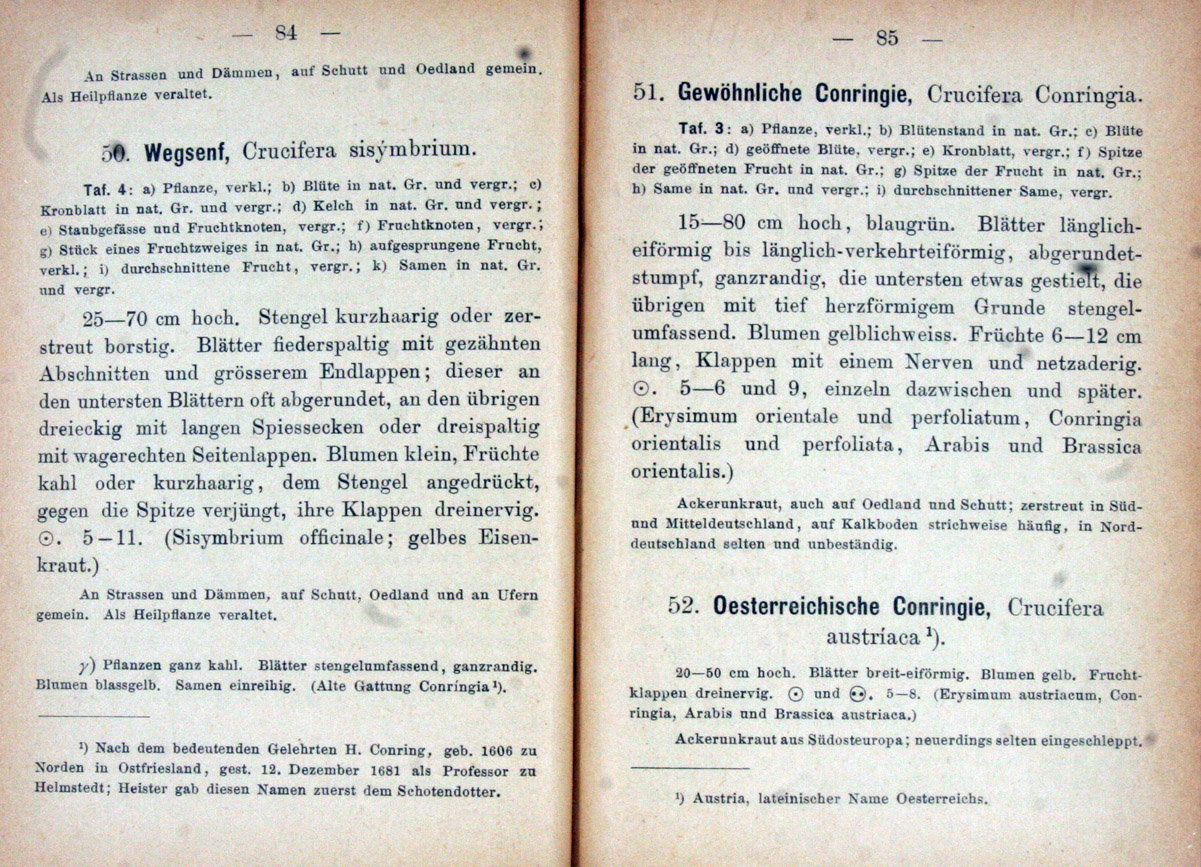 — 84 —
An Strassen und Dämmen, auf Schutt und Oedland gemein.
Als Heilpflanze veraltet.
50. Wegsenf, Crucifera sisýmbrium.
Taf. 4: a) Pflanze, verkl.; b) Blüte in nat. Gr. und vergr.; c)
Kronblatt in nat. Gr. und vergr.; d) Kelch in nat. Gr. und vergr.;
e) Staubgefässe und Fruchtknoten, vergr.; f) Fruchtknoten, vergr.;
g) Stück eines Fruchtzweiges in nat. Gr.; h) aufgesprungene Frucht,
verkl.; i) durchschnittene Frucht, vergr.; k) Samen in nat. Gr.
und vergr.
25—70 cm hoch. Stengel kurzhaarig oder zer-
streut borstig. Blätter fiederspaltig mit gezähnten
Abschnitten und grösserem Endlappen; dieser an
den untersten Blättern oft abgerundet, an den übrigen
dreieckig mit langen Spiessecken oder dreispaltig
mit wagerechten Seitenlappen. Blumen klein, Früchte
kahl oder kurzhaarig, dem Stengel angedrückt,
gegen die Spitze verjüngt, ihre Klappen dreinervig.
⊙. 5—11. (Sisymbrium officinale; gelbes Eisen-
kraut.)
An Strassen und Dämmen, auf Schutt, Oedland und an Ufern
gemein. Als Heilpflanze veraltet.
γ) Pflanzen ganz kahl. Blätter stengelumfassend, ganzrandig.
Blumen blassgelb. Samen einreihig. (Alte Gattung Conríngia¹).
¹) Nach dem bedeutenden Gelehrten H. Conring, geb. 1606 zu
Norden in Ostfriesland, gest. 12. Dezember 1681 als Professor zu
Helmstedt; Heister gab diesen Namen zuerst dem Schotendotter.
— 85 —
51. Gewöhnliche Conringie, Crucifera Conríngia.
Taf. 3: a) Pflanze, verkl.; b) Blütenstand in nat. Gr.; c) Blüte
in nat. Gr.; d) geöffnete Blüte, vergr.; e) Kronblatt, vergr.; f) Spitze
der geöffneten Frucht in nat. Gr.; g) Spitze der Frucht in nat. Gr.;
h) Same in nat. Gr. und vergr.; i) durchschnittener Same, vergr.
15—80 cm hoch, blaugrün. Blätter länglich-
eiförmig bis länglich-verkehrteiförmig, abgerundet-
stumpf, ganzrandig, die untersten etwas gestielt, die
übrigen mit tief herzförmigem Grunde stengel-
umfassend. Blumen gelblichweiss. Früchte 6—12 cm
lang, Klappen mit einem Nerven und netzaderig.
⊙. 5—6 und 9, einzeln dazwischen und später.
(Erysimum orientale und perfoliatum, Conringia
orientalis und perfoliata, Arabis und Brassica
orientalis.)
Ackerunkraut, auch auf Oedland und Schutt; zerstreut in Süd-
und Mitteldeutschland, auf Kalkboden strichweise häufig, in Nord-
deutschland selten und unbeständig.
52. Oesterreichische Conringie, Crucifera
austríaca ¹).
20—50 cm hoch. Blätter breit-eiförmig. Blumen gelb. Frucht-
klappen dreinervig. ⊙ und ⚇. 5—8. (Erysimum austriacum, Con-
ringia, Arabis und Brassica austriaca.)
Ackerunkraut aus Südosteuropa; neuerdings selten eingeschleppt.
¹) Austria, lateinischer Name Oesterreichs.